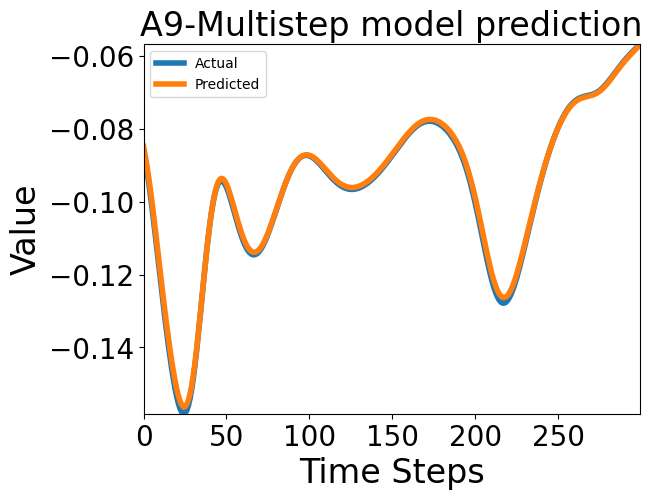 A9-Multistep model prediction
Actual
Predicted
−0.06
−0.08
−0.10
−0.12
−0.14
Value
0 50 100 150 200 250
Time Steps